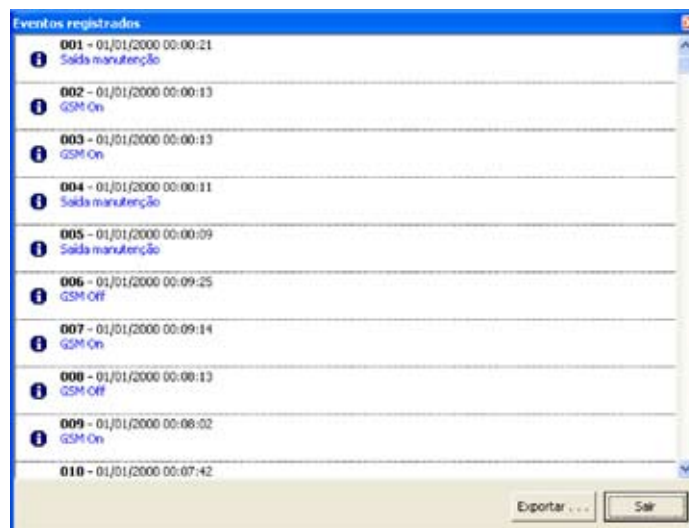 Eventos registrados
001 - 01/01/2000 00:00:21
Saída manutenção
002 - 01/01/2000 00:00:13
GSM On
003 - 01/01/2000 00:00:13
GSM On
004 - 01/01/2000 00:00:11
Saída manutenção
005 - 01/01/2000 00:00:09
Saída manutenção
006 - 01/01/2000 00:09:25
GSM Off
007 - 01/01/2000 00:09:14
GSM On
008 - 01/01/2000 00:08:13
GSM Off
009 - 01/01/2000 00:08:02
GSM On
010 - 01/01/2000 00:07:42
Exportar . . .
Sair